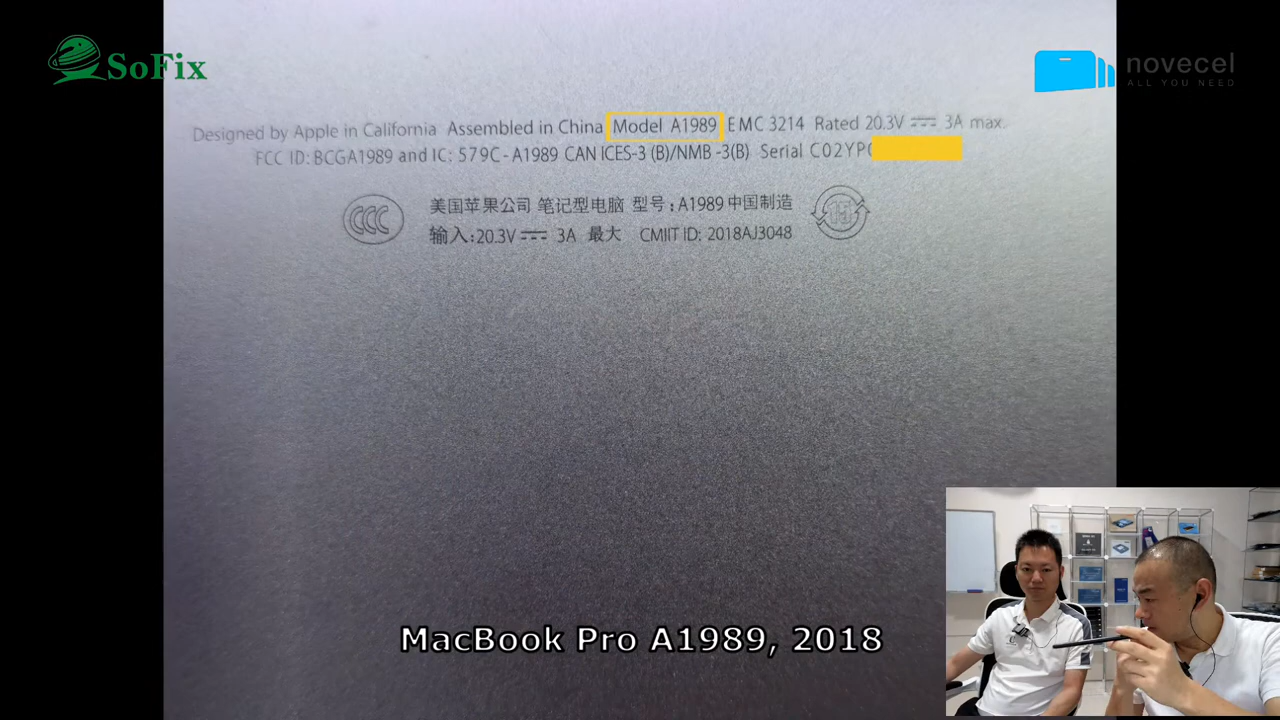 SoFix
novecel
ALL YOU NEED
Designed by Apple in California Assembled in China Model A1989 EMC 3214 Rated 20.3V 3A max.
FCC ID: BCGA1989 and IC: 579C-A1989 CAN ICES-3 (B)/NMB-3(B) Serial C02YP
美国苹果公司 笔记型电脑 型号:A1989 中国制造
输入:20.3V 3A 最大 CMIIT ID: 2018AJ3048
CCC
15
MacBook Pro A1989, 2018